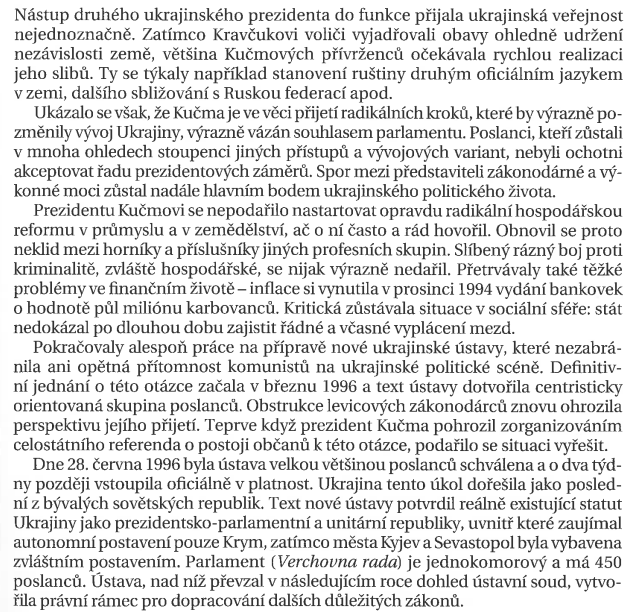 Nástup druhého ukrajinského prezidenta do funkce přijala ukrajinská veřejnost
nejednoznačně. Zatímco Kravčukovi voliči vyjadřovali obavy ohledně udržení
nezávislosti země, většina Kučmových přívrženců očekávala rychlou realizaci
jeho slibů. Ty se týkaly například stanovení ruštiny druhým oficiálním jazykem
v zemi, dalšího sbližování s Ruskou federací apod.
Ukázalo se však, že Kučma je ve věci přijetí radikálních kroků, které by výrazně po-
změnily vývoj Ukrajiny, výrazně vázán souhlasem parlamentu. Poslanci, kteří zůstali
v mnoha ohledech stoupenci jiných přístupů a vývojových variant, nebyli ochotni
akceptovat řadu prezidentových záměrů. Spor mezi představiteli zákonodárné a vý-
konné moci zůstal nadále hlavním bodem ukrajinského politického života.
Prezidentu Kučmovi se nepodařilo nastartovat opravdu radikální hospodářskou
reformu v průmyslu a v zemědělství, ač o ní často a rád hovořil. Obnovil se proto
neklid mezi horníky a příslušníky jiných profesních skupin. Slíbený rázný boj proti
kriminalitě, zvláště hospodářské, se nijak výrazně nedařil. Přetrvávaly také těžké
problémy ve finančním životě – inflace si vynutila v prosinci 1994 vydání bankovek
o hodnotě půl miliónu karbovanců. Kritická zůstávala situace v sociální sféře: stát
nedokázal po dlouhou dobu zajistit řádné a včasné vyplácení mezd.
Pokračovaly alespoň práce na přípravě nové ukrajinské ústavy, které nezabrá-
nila ani opětná přítomnost komunistů na ukrajinské politické scéně. Definitiv-
ní jednání o této otázce začala v březnu 1996 a text ústavy dotvořila centristicky
orientovaná skupina poslanců. Obstrukce levicových zákonodárců znovu ohrozila
perspektivu jejího přijetí. Teprve když prezident Kučma pohrozil zorganizováním
celostátního referenda o postoji občanů k této otázce, podařilo se situaci vyřešit.
Dne 28. června 1996 byla ústava velkou většinou poslanců schválena a o dva týd-
ny později vstoupila oficiálně v platnost. Ukrajina tento úkol dořešila jako posled-
ní z bývalých sovětských republik. Text nové ústavy potvrdil reálně existující statut
Ukrajiny jako prezidentsko-parlamentní a unitární republiky, uvnitř které zaujímal
autonomní postavení pouze Krym, zatímco města Kyjev a Sevastopol byla vybavena
zvláštním postavením. Parlament (Verchovna rada) je jednokomorový a má 450
poslanců. Ústava, nad níž převzal v následujícím roce dohled ústavní soud, vytvo-
řila právní rámec pro dopracování dalších důležitých zákonů.